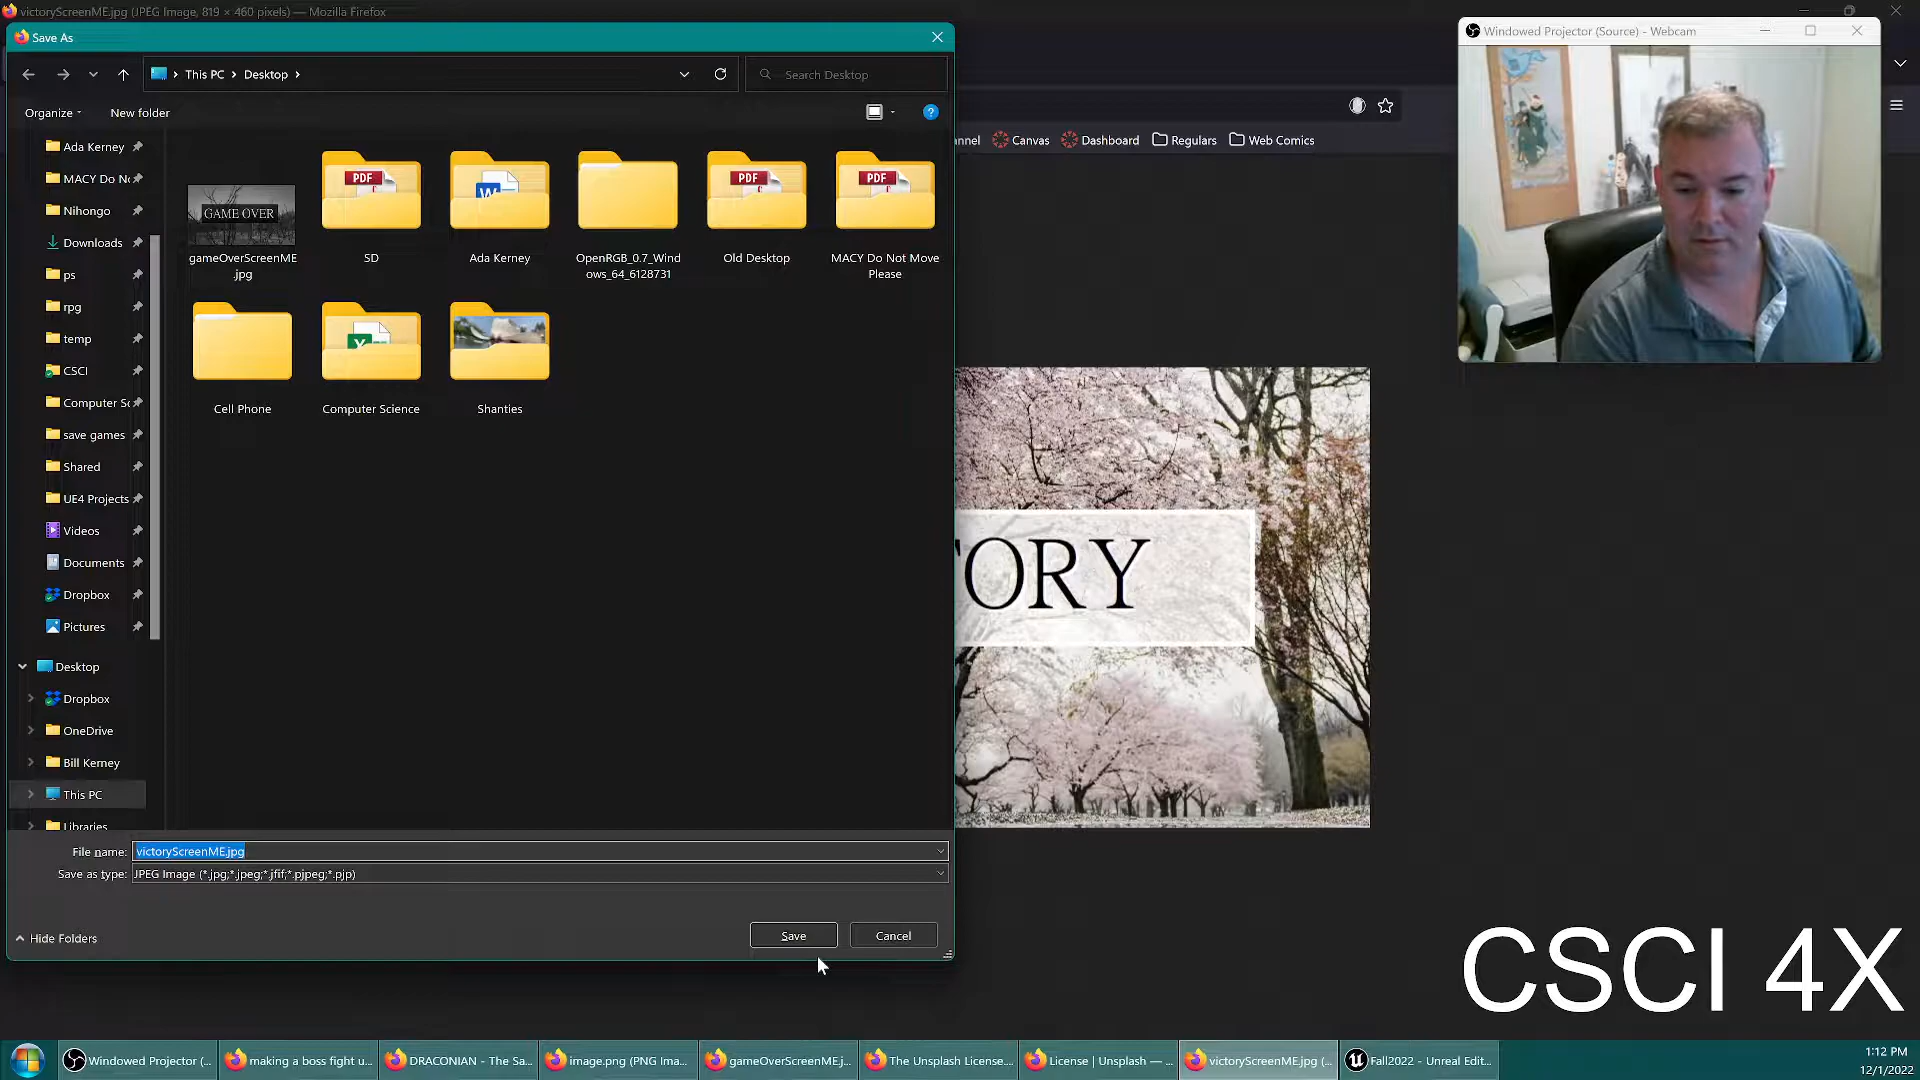 victoryScreenME.jpg (JPEG Image, 819 × 460 pixels) — Mozilla Firefox
Save As
This PC
Desktop
Search Desktop
Organize
New folder
Ada Kerney
MACY Do No
Nihongo
Downloads
ps
rpg
temp
CSCI
Computer Sc
save games
Shared
UE4 Projects
Videos
Documents
Dropbox
Pictures
Desktop
Dropbox
OneDrive
Bill Kerney
This PC
Libraries
GAME OVER
gameOverScreenME
.jpg
PDF
SD
W
Ada Kerney
OpenRGB_0.7_Wind
ows_64_6128731
PDF
Old Desktop
PDF
MACY Do Not Move
Please
Cell Phone
X
Computer Science
Shanties
File name: victoryScreenME.jpg
Save as type: JPEG Image (*.jpg;*.jpeg;*.jfif;*.pjpeg;*.pjp)
Hide Folders
Save
Cancel
nnel
Canvas
Dashboard
Regulars
Web Comics
TORY
Windowed Projector (Source) - Webcam
CSCI 4X
Windowed Projector (...
making a boss fight u...
DRACONIAN - The Sa...
image.png (PNG Ima...
gameOverScreenME.j...
The Unsplash License...
License | Unsplash — ...
victoryScreenME.jpg (...
Fall2022 - Unreal Edit...
1:12 PM
12/1/2022